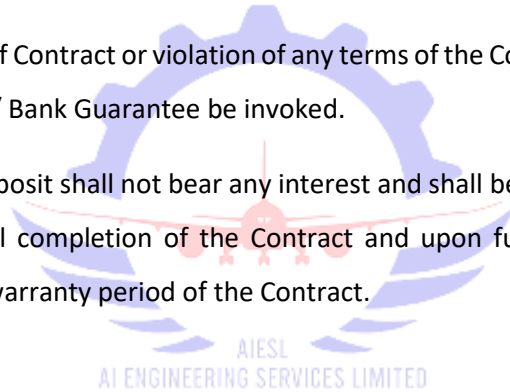 f Contract or violation of any terms of the Co
/ Bank Guarantee be invoked.
posit shall not bear any interest and shall be
l completion of the Contract and upon fu
warranty period of the Contract.
AIESL
AI ENGINEERING SERVICES LIMITED